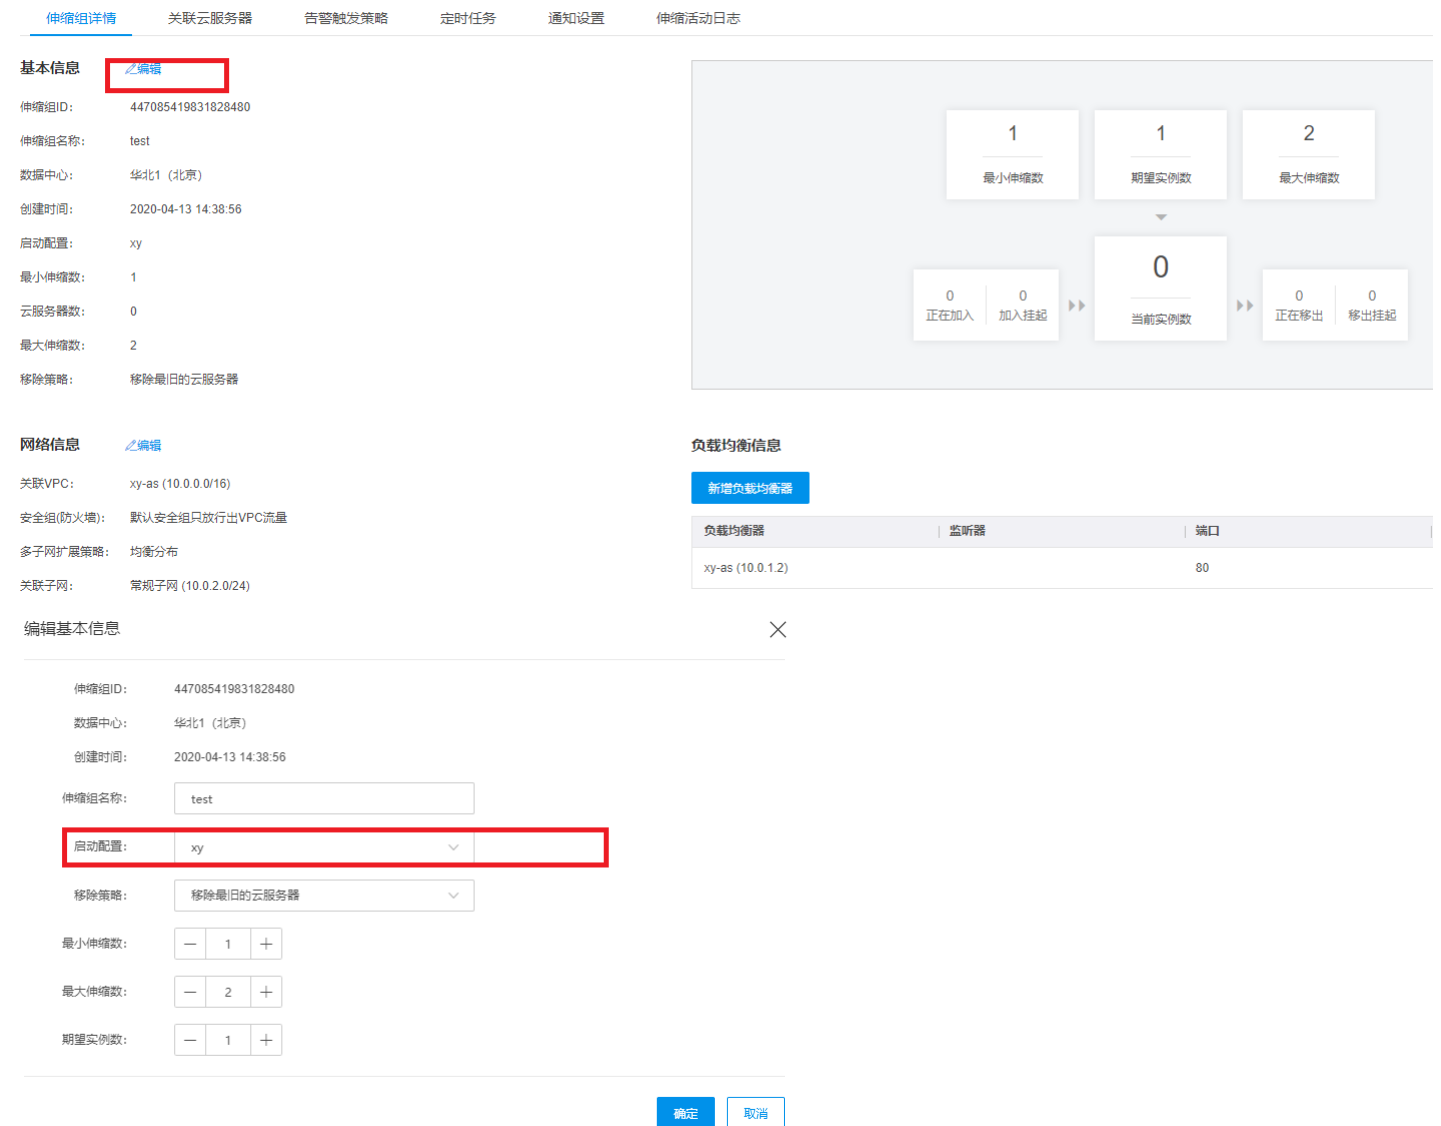 伸缩组详情 关联云服务器 告警触发策略 定时任务 通知设置 伸缩活动日志
基本信息 编辑
伸缩组ID: 447085419831828480
伸缩组名称: test
数据中心: 华北1（北京）
创建时间: 2020-04-13 14:38:56
启动配置: xy
最小伸缩数: 1
云服务器数: 0
最大伸缩数: 2
移除策略: 移除最旧的云服务器
1 1 2
最小伸缩数 期望实例数 最大伸缩数
0
当前实例数
0 0
正在加入 加入挂起
0 0
正在移出 移出挂起
网络信息 编辑
关联VPC: xy-as (10.0.0.0/16)
安全组(防火墙): 默认安全组只放行出VPC流量
多子网扩展策略: 均衡分布
关联子网: 常规子网 (10.0.2.0/24)
负载均衡信息
新增负载均衡器
负载均衡器 监听器 端口
xy-as (10.0.1.2) 80
编辑基本信息
伸缩组ID: 447085419831828480
数据中心: 华北1（北京）
创建时间: 2020-04-13 14:38:56
伸缩组名称: test
启动配置: xy
移除策略: 移除最旧的云服务器
最小伸缩数: 1
最大伸缩数: 2
期望实例数: 1
确定 取消